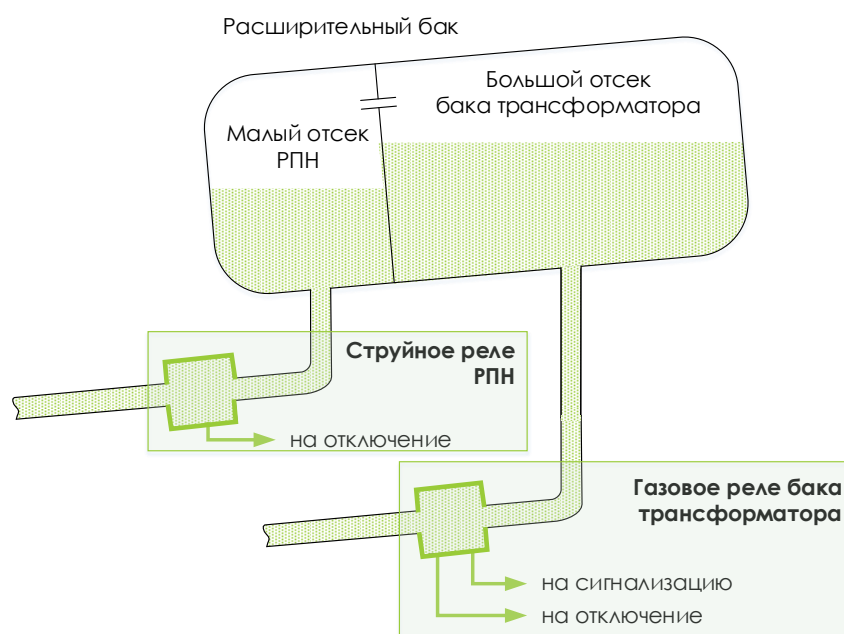 Расширительный бак
Большой отсек
бака трансформатора
Малый отсек
РПН
Струйное реле
РПН
на отключение
Газовое реле бака
трансформатора
на сигнализацию
на отключение